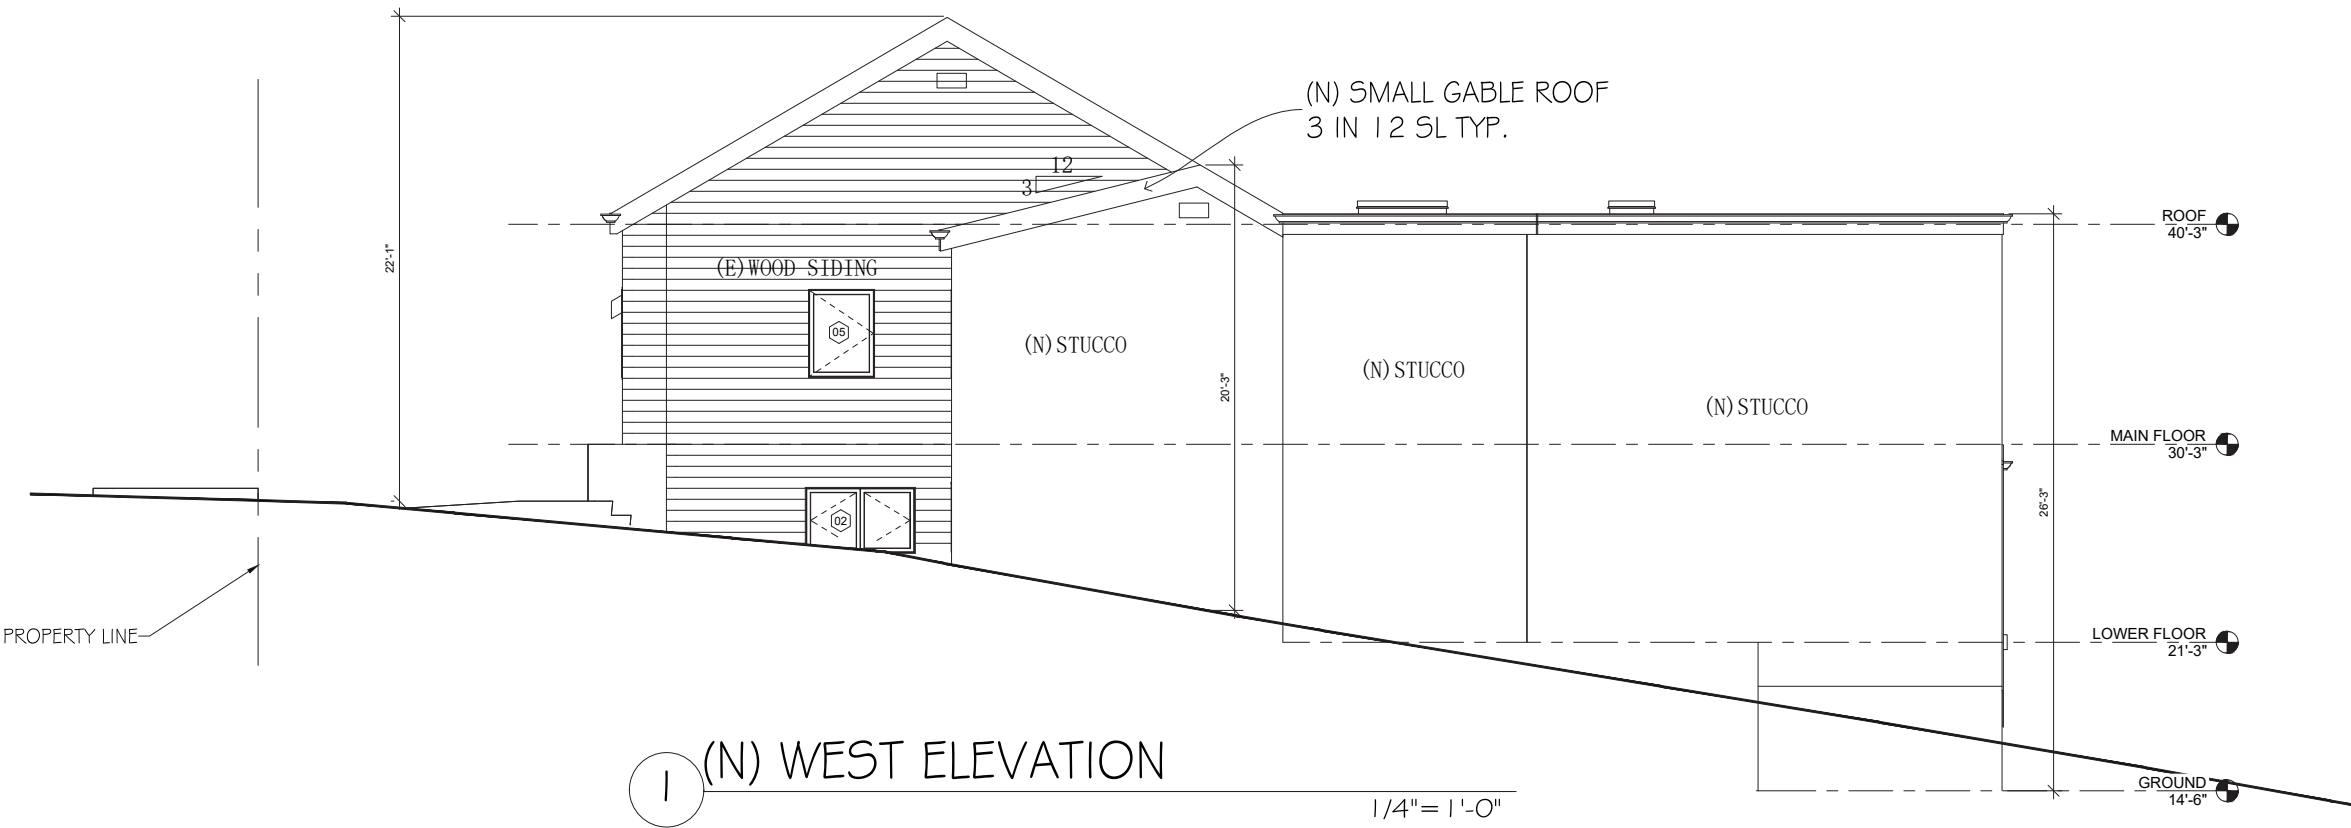 (N) SMALL GABLE ROOF
3 IN 12 SL TYP.
12
3
ROOF
40'-3"
22'-1"
(E)WOOD SIDING
05
(N)STUCCO
(N)STUCCO
20'-3"
(N)STUCCO
MAIN FLOOR
30'-3"
26'-3"
02
PROPERTY LINE
LOWER FLOOR
21'-3"
1
(N) WEST ELEVATION
1/4"=1'-0"
GROUND
14'-6"